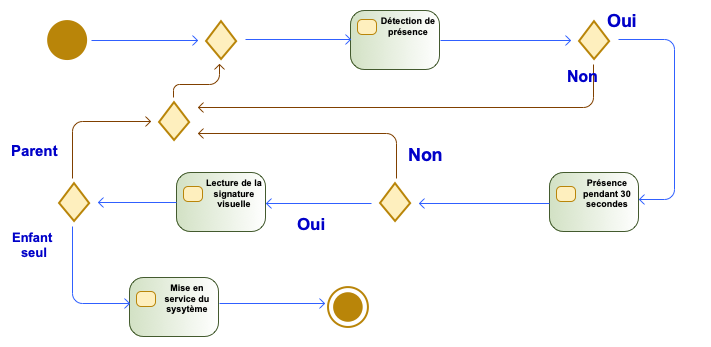 Oui
Détection de
présence
Non
Parent
Non
Lecture de la
signature
visuelle
Présence
pendant 30
secondes
Oui
Enfant
seul
Mise en
service du
sysytème